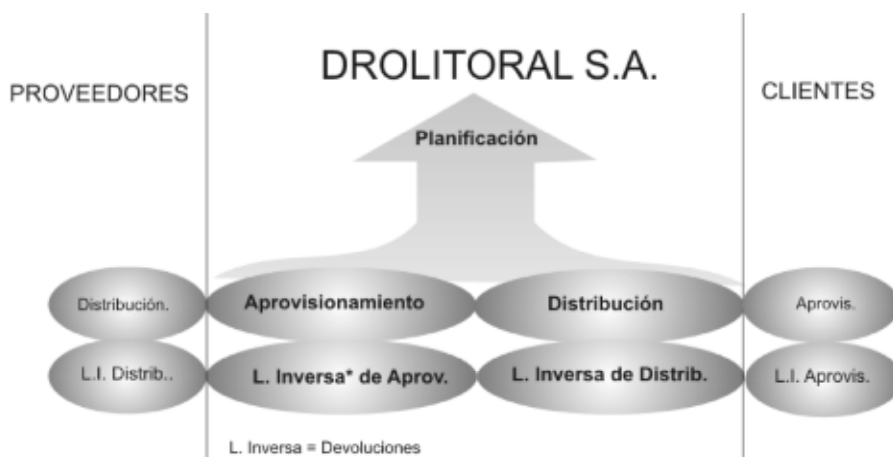 DROLITORAL S.A.
PROVEEDORES
CLIENTES
Planificación
Distribución.
Aprovisionamiento
Distribución
Aprovis.
L.I. Distrib..
L. Inversa* de Aprov.
L. Inversa de Distrib.
L.I. Aprovis.
L. Inversa = Devoluciones